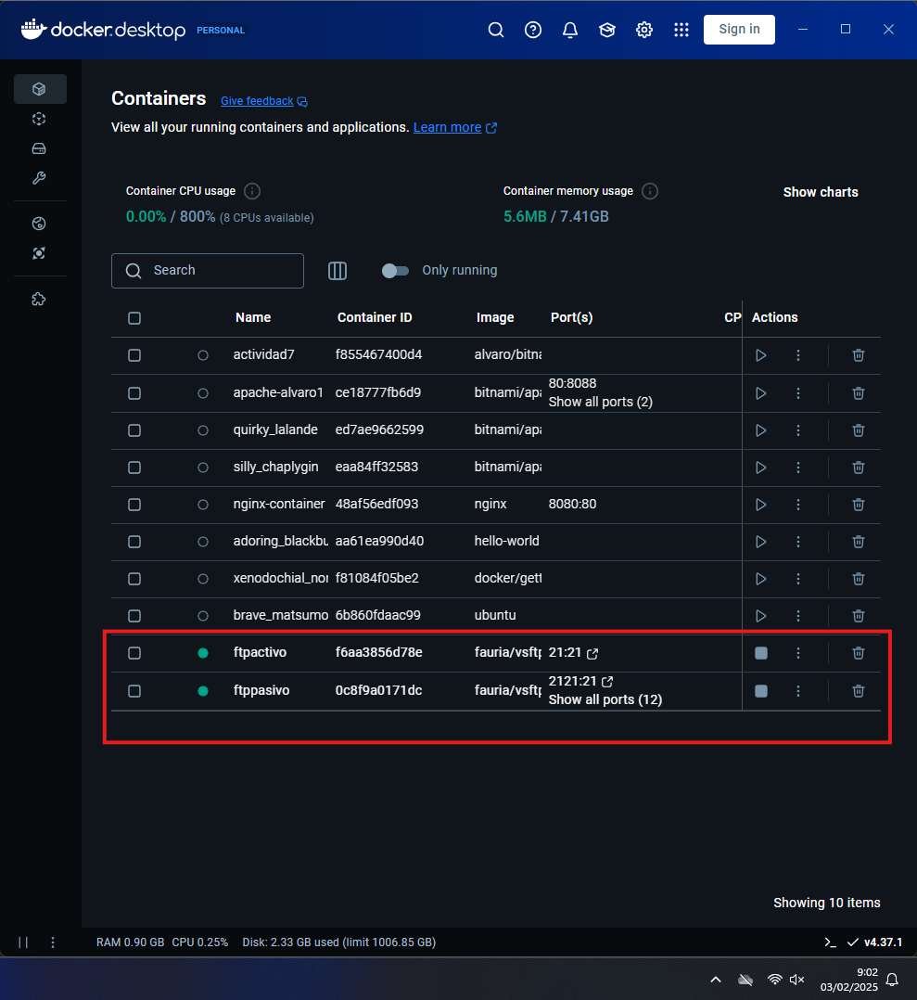 docker.desktop PERSONAL Sign in
Containers Give feedback
View all your running containers and applications. Learn more
Container CPU usage Container memory usage Show charts
0.00% / 800% (8 CPUs available) 5.6MB / 7.41GB
Search Only running
Name Container ID Image Port(s) CP Actions
actividad7 f855467400d4 alvaro/bitna
apache-alvaro1 ce18777fb6d9 bitnami/apa 80:8088
Show all ports (2)
quirky_lalande ed7ae9662599 bitnami/apa
silly_chaplygin eaa84ff32583 bitnami/apa
nginx-container 48af56edf093 nginx 8080:80
adoring_blackbu aa61ea990d40 hello-world
xenodochial_nor f81084f05be2 docker/gett
brave_matsumo 6b860fdaac99 ubuntu
ftpactivo f6aa3856d78e fauria/vsftp 21:21
ftppasivo 0c8f9a0171dc fauria/vsftp 2121:21
Show all ports (12)
Showing 10 items
RAM 0.90 GB CPU 0.25% Disk: 2.33 GB used (limit 1006.85 GB) v4.37.1
9:02
03/02/2025